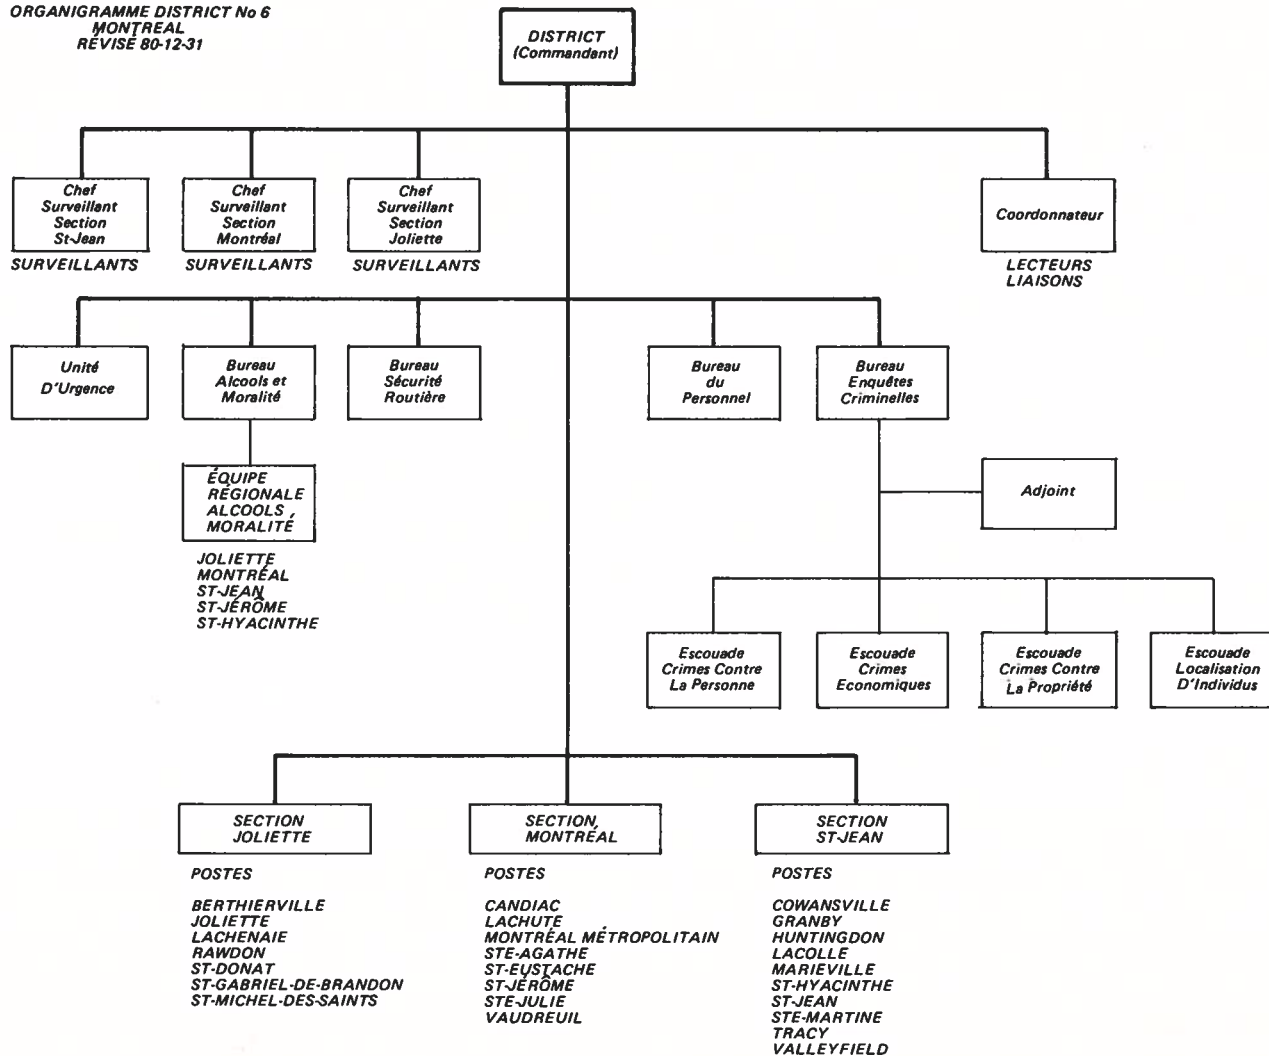 ORGANIGRAMME DISTRICT No 6
MONTREAL
RÉVISÉ 80-12-31
DISTRICT
(Commandant)
Chef
Surveillant
Section
St-Jean
SURVEILLANTS
Chef
Surveillant
Section
Montréal
SURVEILLANTS
Chef
Surveillant
Section
Joliette
SURVEILLANTS
Coordonnateur
LECTEURS
LIAISONS
Unité
D'Urgence
Bureau
Alcools et
Moralité
Bureau
Sécurité
Routière
Bureau
du
Personnel
Bureau
Enquêtes
Criminelles
ÉQUIPE
RÉGIONALE
ALCOOLS,
MORALITÉ
JOLIETTE
MONTRÉAL
ST-JEAN
ST-JÉRÔME
ST-HYACINTHE
Adjoint
Escouade
Crimes Contre
La Personne
Escouade
Crimes
Economiques
Escouade
Crimes Contre
La Propriété
Escouade
Localisation
D'Individus
SECTION
JOLIETTE
POSTES
BERTHIERVILLE
JOLIETTE
LACHENAIE
RAWDON
ST-DONAT
ST-GABRIEL-DE-BRANDON
ST-MICHEL-DES-SAINTS
SECTION
MONTRÉAL
POSTES
CANDIAC
LACHUTE
MONTRÉAL MÉTROPOLITAIN
STE-AGATHE
ST-EUSTACHE
ST-JÉRÔME
STE-JULIE
VAUDREUIL
SECTION
ST-JEAN
POSTES
COWANSVILLE
GRANBY
HUNTINGDON
LACOLLE
MARIEVILLE
ST-HYACINTHE
ST-JEAN
STE-MARTINE
TRACY
VALLEYFIELD